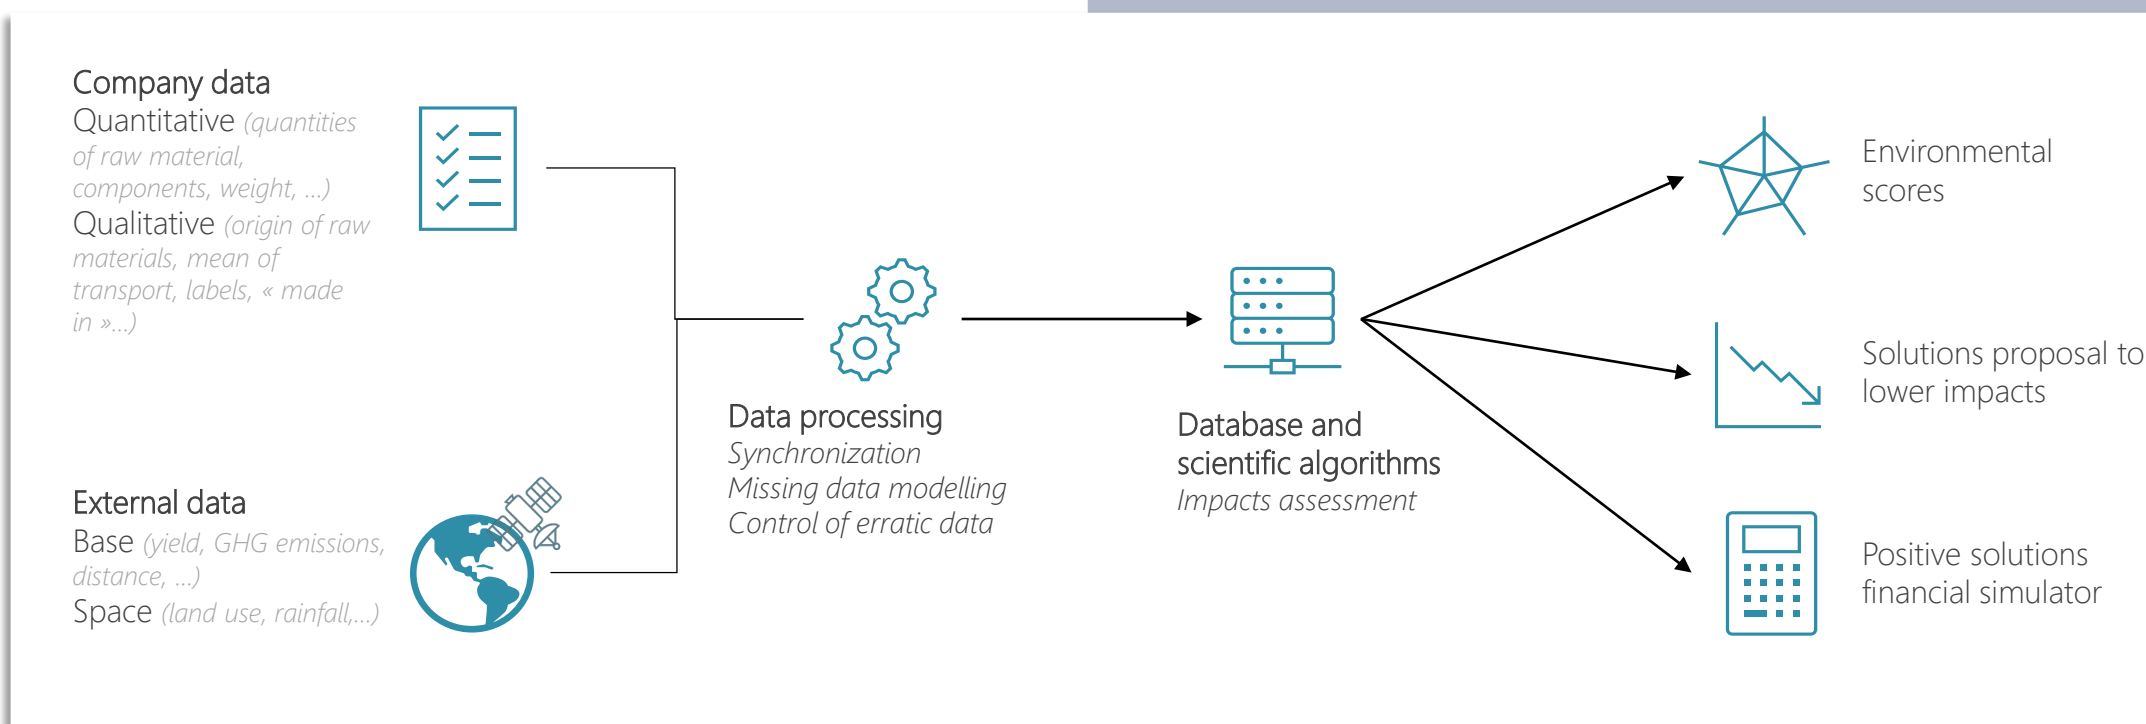 Company data
Quantitative (quantities
of raw material,
components, weight, ...)
Qualitative (origin of raw
materials, mean of
transport, labels, « made
in »...)
External data
Base (yield, GHG emissions,
distance, ...)
Space (land use, rainfall,...)
Data processing
Synchronization
Missing data modelling
Control of erratic data
Database and
scientific algorithms
Impacts assessment
Environmental
scores
Solutions proposal to
lower impacts
Positive solutions
financial simulator